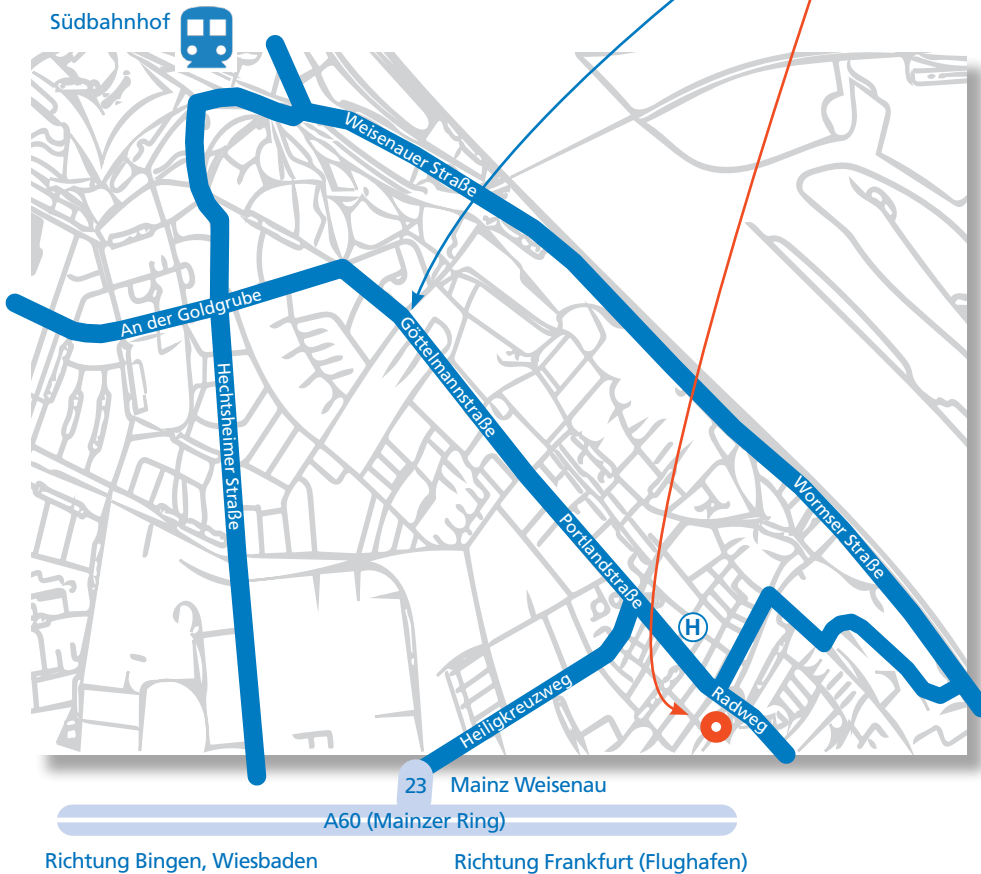 Südbahnhof
Weisenauer Straße
An der Goldgrube
Göttelmannstraße
Hechtsheimer Straße
Wormser Straße
Portlandstraße
H
Radweg
Heiligkreuzweg
23 Mainz Weisenau
A60 (Mainzer Ring)
Richtung Bingen, Wiesbaden
Richtung Frankfurt (Flughafen)